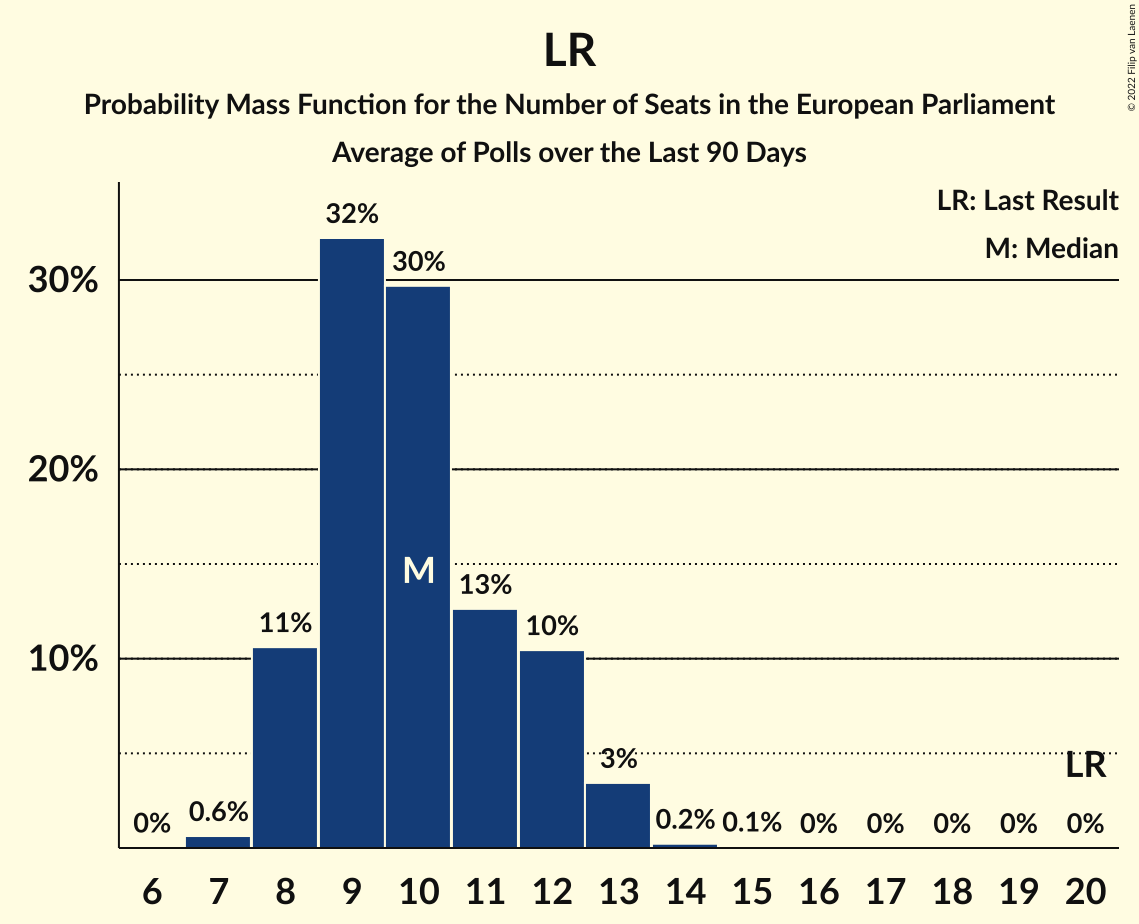 LR
Probability Mass Function for the Number of Seats in the European Parliament
Average of Polls over the Last 90 Days
© 2022 Filip van Laenen
LR: Last Result
M: Median
30%
20%
10%
0%
0.6%
11%
32%
30%
13%
10%
3%
0.2%
0.1%
0%
0%
0%
0%
0%
M
LR
6 7 8 9 10 11 12 13 14 15 16 17 18 19 20